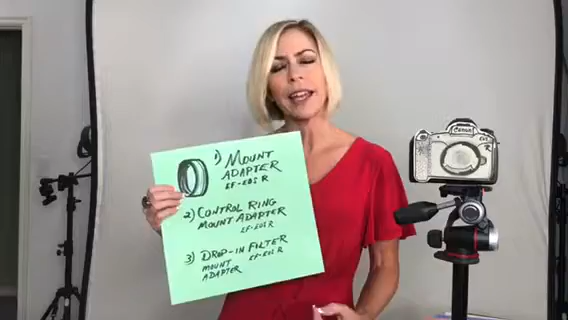 1) MOUNT
ADAPTER
EF-EOS R
2) CONTROL RING
MOUNT ADAPTER
EF-EOS R
3) DROP-IN FILTER
MOUNT EF-EOS R
ADAPTER
Canon
R